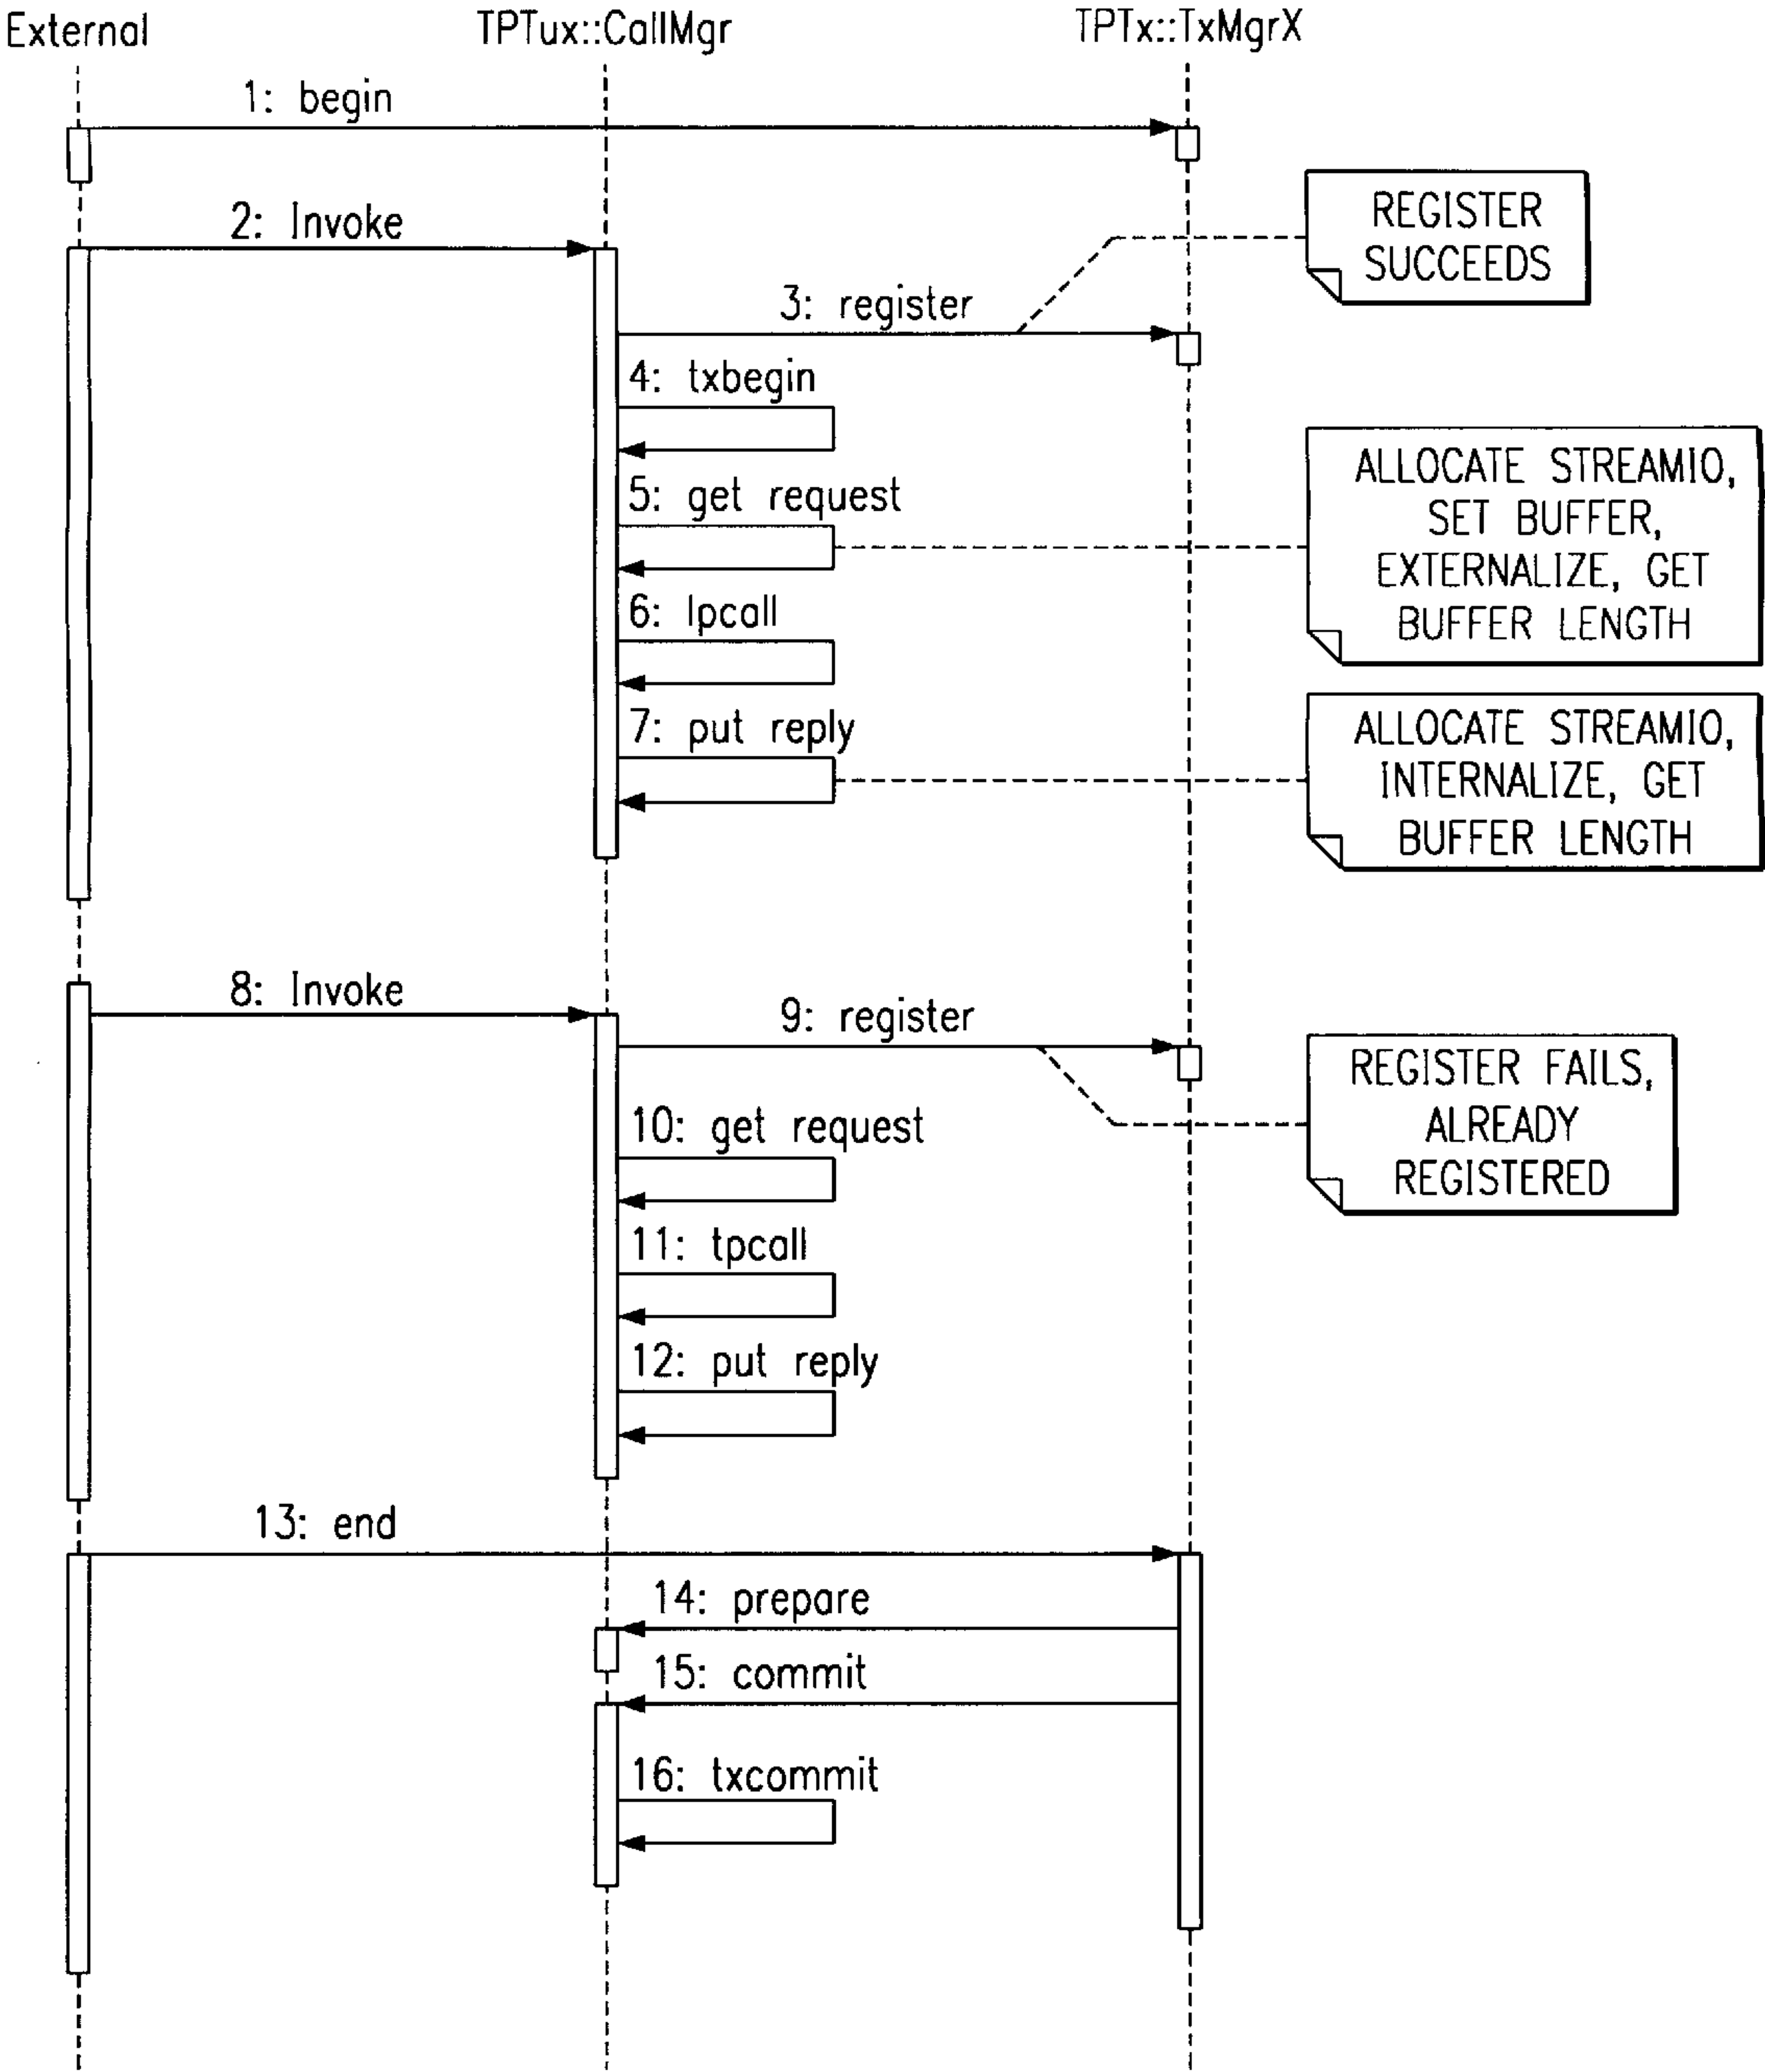 External
TPTux::CallMgr
TPTx::TxMgrX
1: begin
2: Invoke
REGISTER
SUCCEEDS
3: register
4: txbegin
5: get request
ALLOCATE STREAMIO,
SET BUFFER,
EXTERNALIZE, GET
BUFFER LENGTH
6: lpcall
7: put reply
ALLOCATE STREAMIO,
INTERNALIZE, GET
BUFFER LENGTH
8: Invoke
9: register
REGISTER FAILS,
ALREADY
REGISTERED
10: get request
11: tpcall
12: put reply
13: end
14: prepare
15: commit
16: txcommit